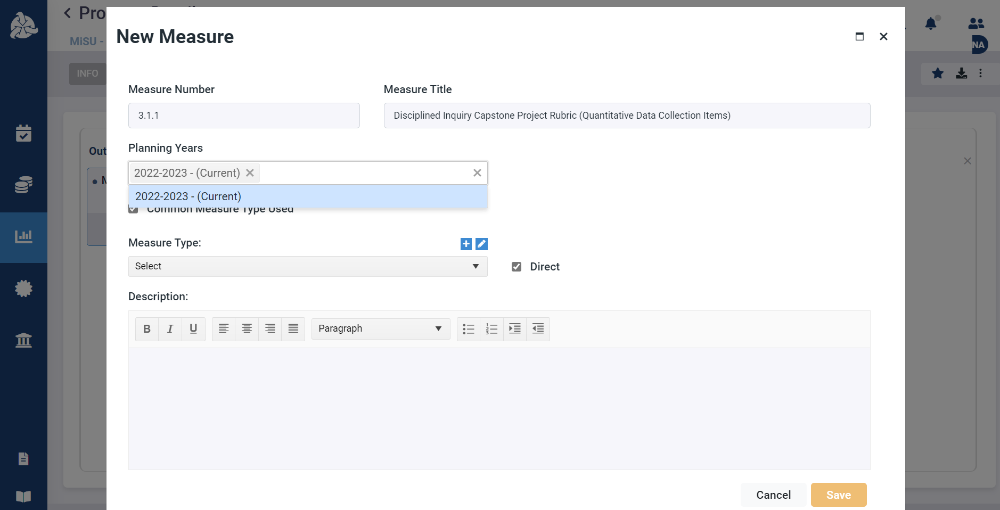 Pro
MiSU -
NA
INFO
Out
New Measure
Measure Number
Measure Title
3.1.1
Disciplined Inquiry Capstone Project Rubric (Quantitative Data Collection Items)
Planning Years
2022-2023 - (Current)
2022-2023 - (Current)
Common Measure Type Used
Measure Type:
Select
Direct
Description:
B I U
Paragraph
Cancel
Save